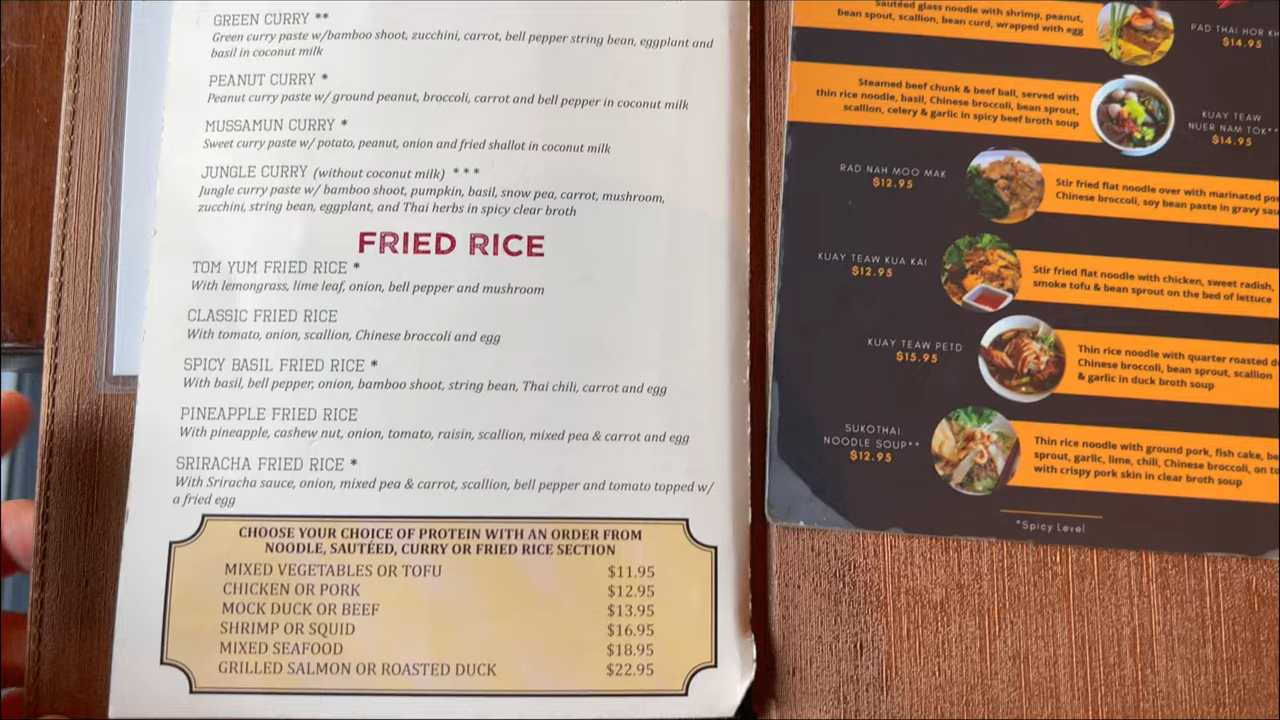 GREEN CURRY **
Green curry paste w/bamboo shoot, zucchini, carrot, bell pepper string bean, eggplant and
basil in coconut milk
PEANUT CURRY *
Peanut curry paste w/ ground peanut, broccoli, carrot and bell pepper in coconut milk
MUSSAMUN CURRY *
Sweet curry paste w/ potato, peanut, onion and fried shallot in coconut milk
JUNGLE CURRY (without coconut milk) ***
Jungle curry paste w/ bamboo shoot, pumpkin, basil, snow pea, carrot, mushroom,
zucchini, string bean, eggplant, and Thai herbs in spicy clear broth
FRIED RICE
TOM YUM FRIED RICE *
With lemongrass, lime leaf, onion, bell pepper and mushroom
CLASSIC FRIED RICE
With tomato, onion, scallion, Chinese broccoli and egg
SPICY BASIL FRIED RICE *
With basil, bell pepper, onion, bamboo shoot, string bean, Thai chili, carrot and egg
PINEAPPLE FRIED RICE
With pineapple, cashew nut, onion, tomato, raisin, scallion, mixed pea & carrot and egg
SRIRACHA FRIED RICE *
With Sriracha sauce, onion, mixed pea & carrot, scallion, bell pepper and tomato topped w/
a fried egg
CHOOSE YOUR CHOICE OF PROTEIN WITH AN ORDER FROM
NOODLE, SAUTÉED, CURRY OR FRIED RICE SECTION
MIXED VEGETABLES OR TOFU $11.95
CHICKEN OR PORK $12.95
MOCK DUCK OR BEEF $13.95
SHRIMP OR SQUID $16.95
MIXED SEAFOOD $18.95
GRILLED SALMON OR ROASTED DUCK $22.95
Sautéed glass noodle with shrimp, peanut,
bean spout, scallion, bean curd, wrapped with egg
PAD THAI HOR
$14.95
Steamed beef chunk & beef ball, served with
thin rice noodle, basil, Chinese broccoli, bean sprout,
scallion, celery & garlic in spicy beef broth soup
KUAY TEAW
NUER NAM TOK**
$14.95
RAD NAH MOO MAK
$12.95
Stir fried flat noodle over with marinated
Chinese broccoli, soy bean paste in gravy
KUAY TEAW KUA KAI
$12.95
Stir fried flat noodle with chicken, sweet radish,
smoke tofu & bean sprout on the bed of lettuce
KUAY TEAW PETD
$15.95
Thin rice noodle with quarter roasted
Chinese broccoli, bean sprout, scallion
& garlic in duck broth soup
SUKOTHAI
NOODLE SOUP**
$12.95
Thin rice noodle with ground pork, fish cake,
sprout, garlic, lime, chili, Chinese broccoli, on
with crispy pork skin in clear broth soup
*Spicy Level